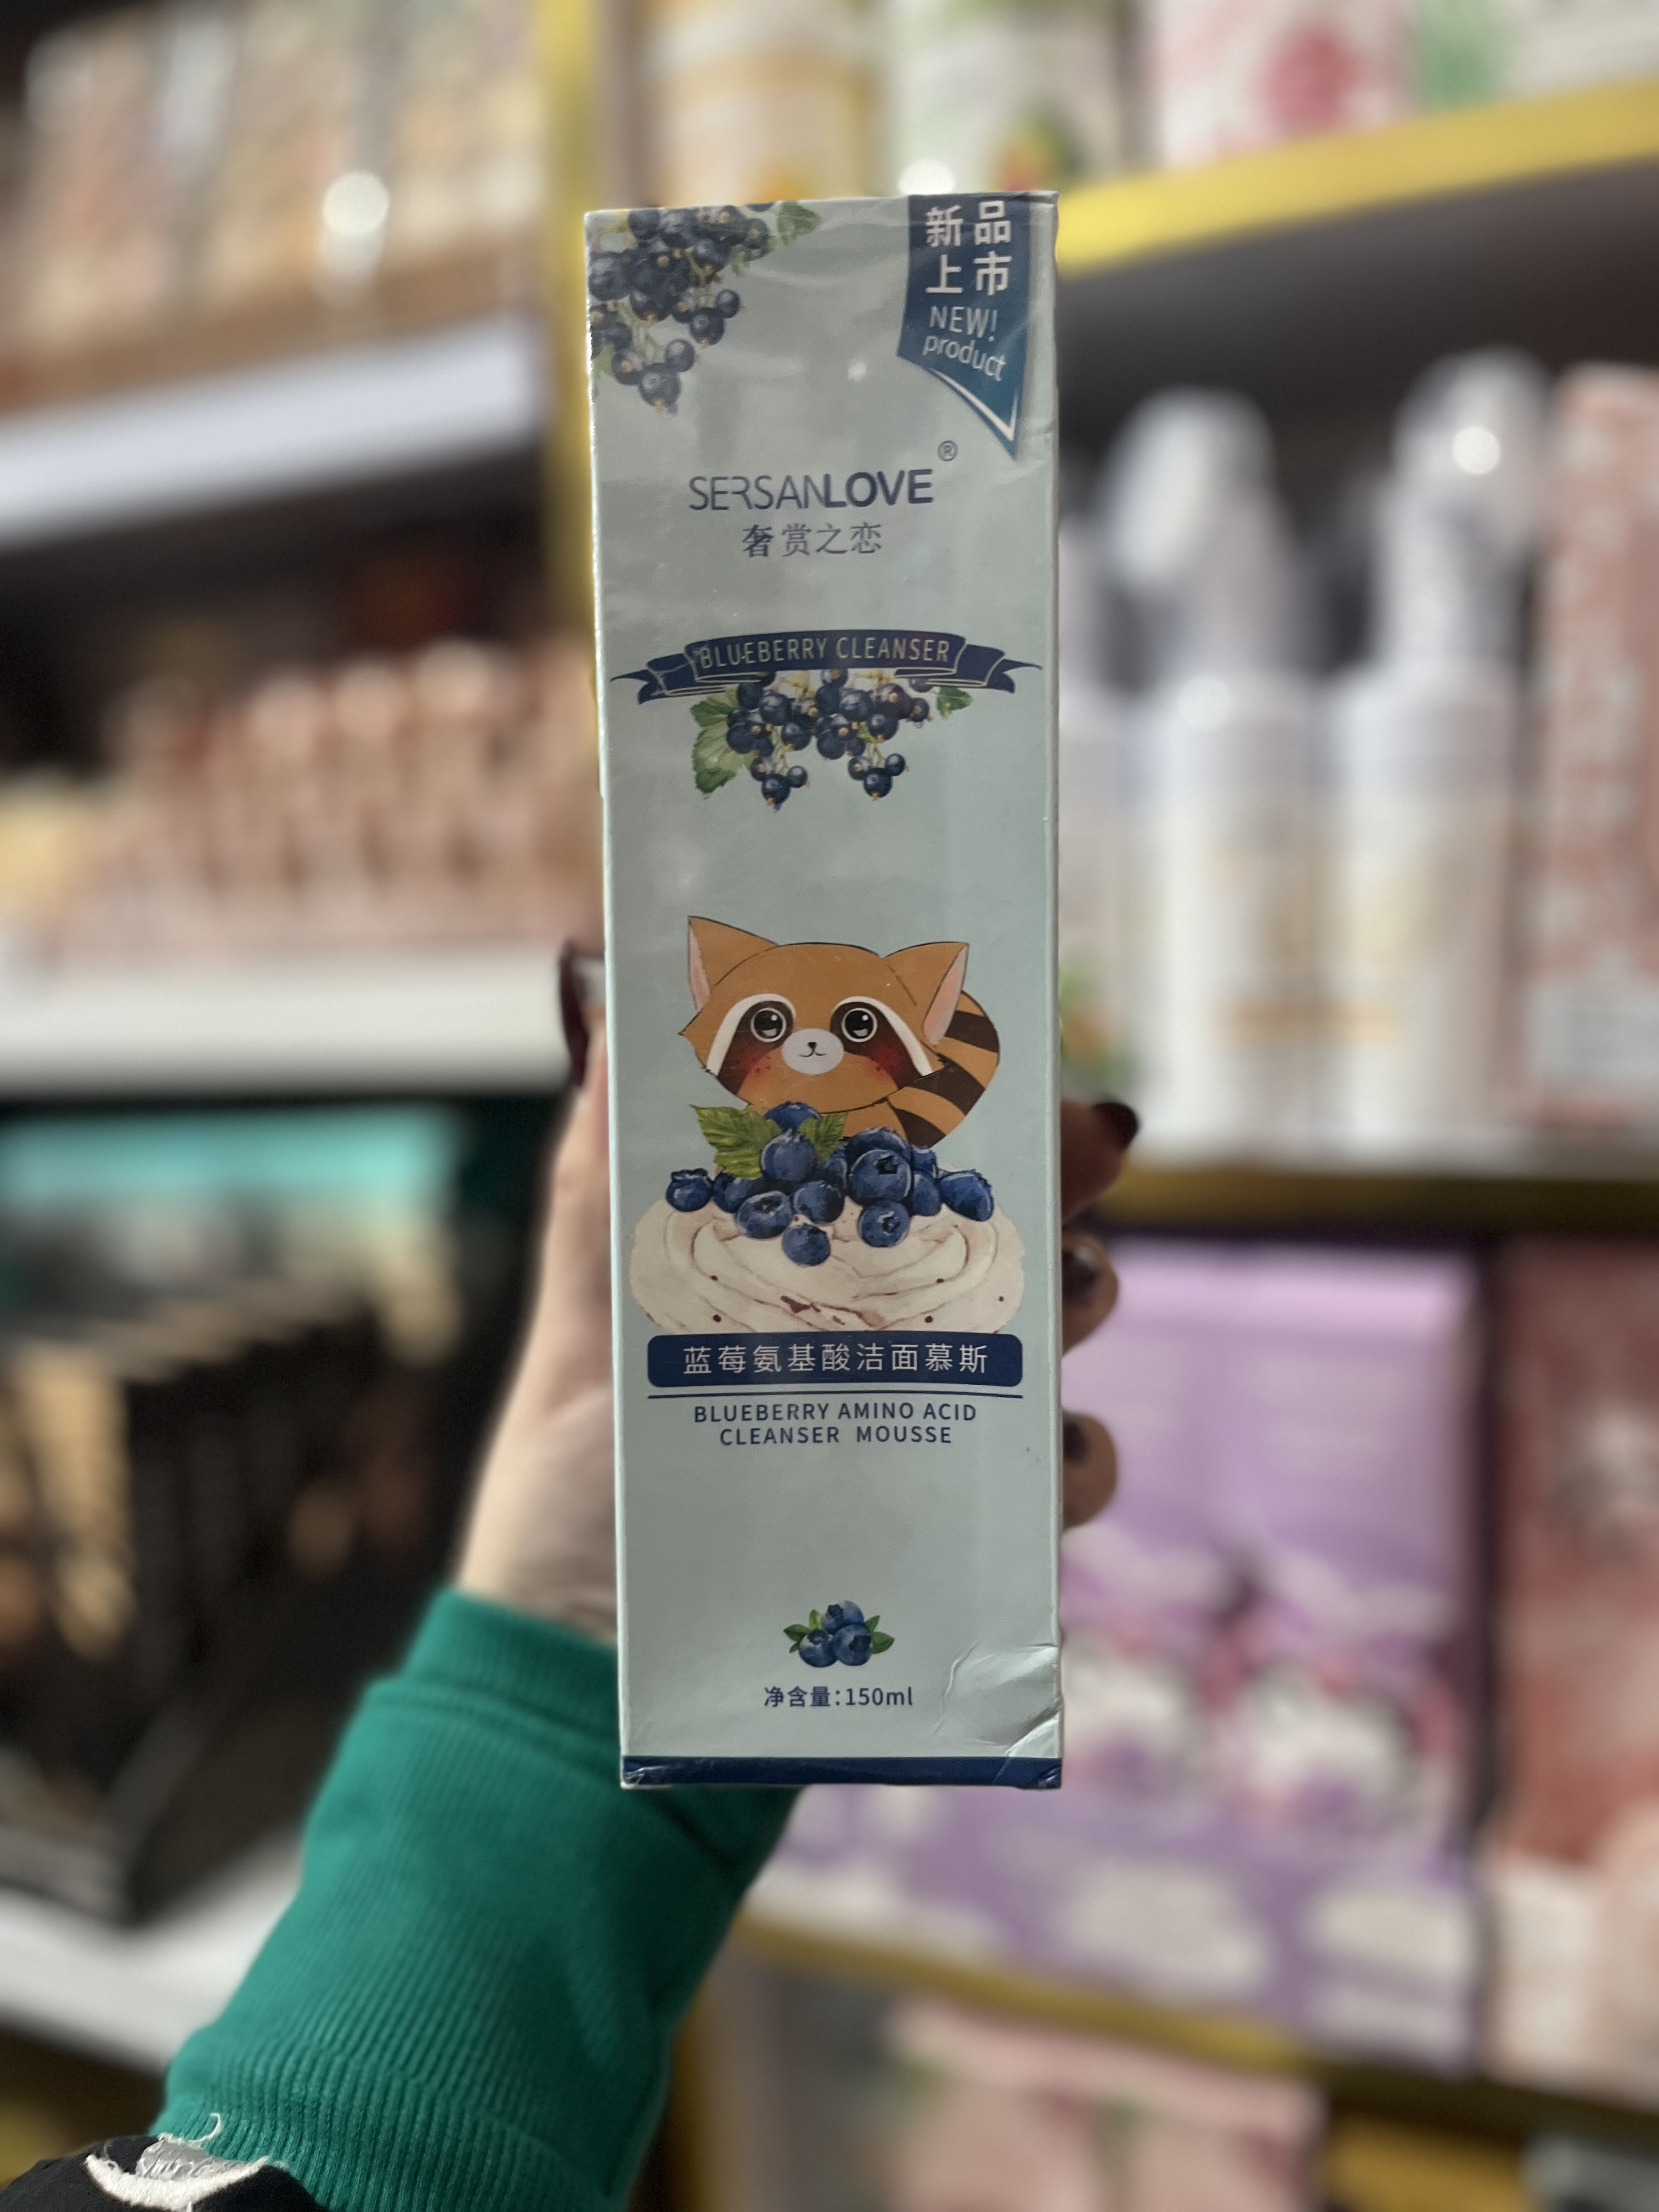 新品
上市
NEW!
product
SERSANLOVE®
奢赏之恋
BLUEBERRY CLEANSER
蓝莓氨基酸洁面慕斯
BLUEBERRY AMINO ACID
CLEANSER MOUSSE
净含量:150ml